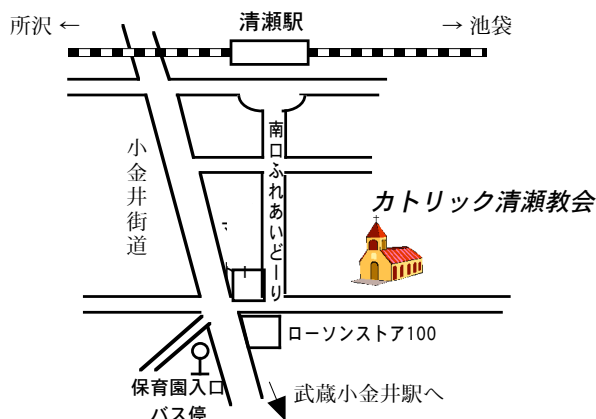 清瀬駅
所沢 ←
→ 池袋
南口ふれあいどーり
小金井街道
カトリック清瀬教会
ローソンストア100
保育園入口
バス停
武蔵小金井駅へ